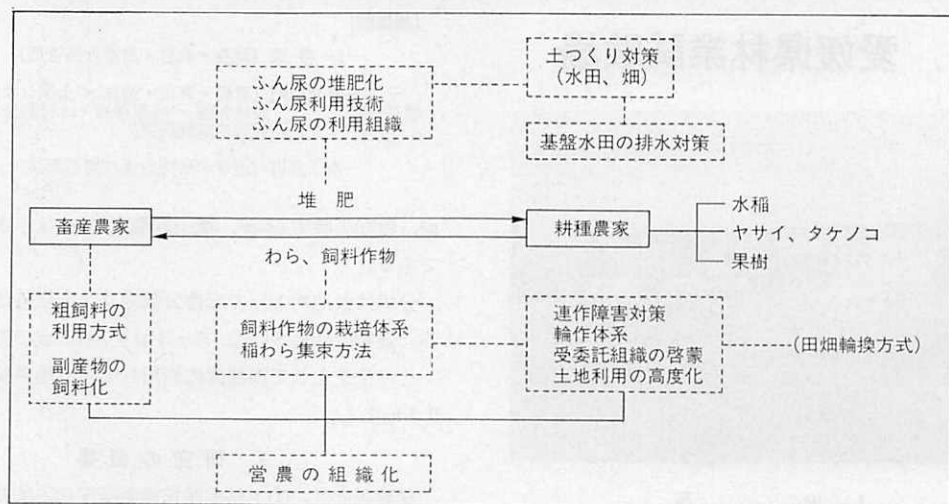 ふん尿の堆肥化
ふん尿利用技術
ふん尿の利用組織
土つくり対策
(水田、畑)
基盤水田の排水対策
堆肥
畜産農家
耕種農家
水稲
ヤサイ、タケノコ
果樹
わら、飼料作物
粗飼料の
利用方式
副産物の
飼料化
飼料作物の栽培体系
稲わら集束方法
連作障害対策
輪作体系
受委託組織の啓蒙
土地利用の高度化
(田畑輪換方式)
営農の組織化